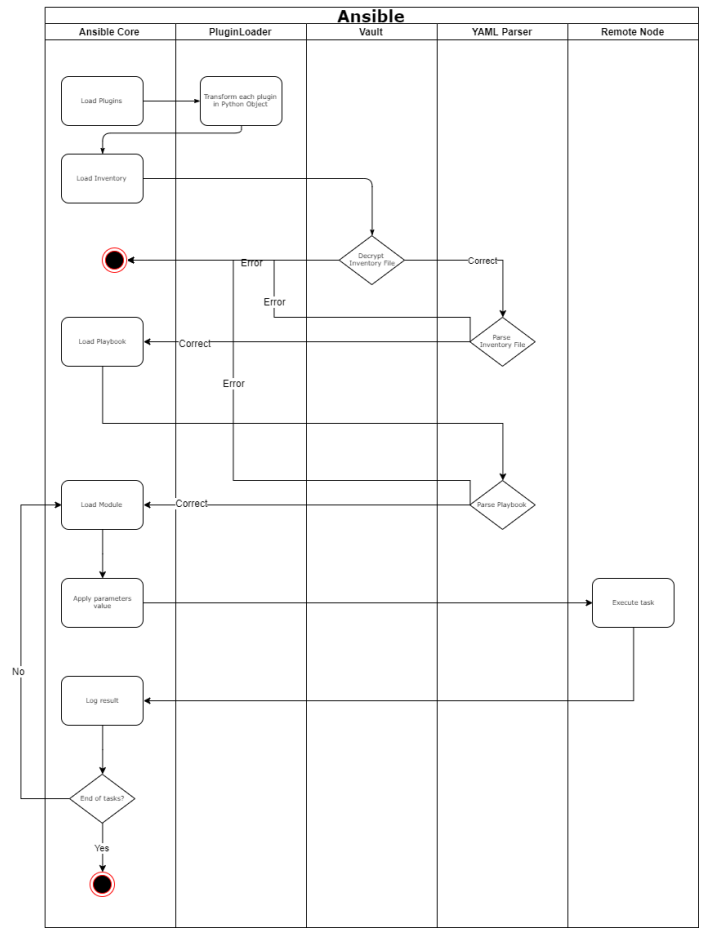 Ansible
Ansible Core
PluginLoader
Vault
YAML Parser
Remote Node
Load Plugins
Transform each plugin
in Python Object
Load Inventory
Decrypt
Inventory File
Error
Correct
Error
Parse
Inventory File
Load Playbook
Correct
Error
Load Module
Correct
Parse Playbook
Apply parameters
value
Execute task
No
Log result
End of tasks?
Yes